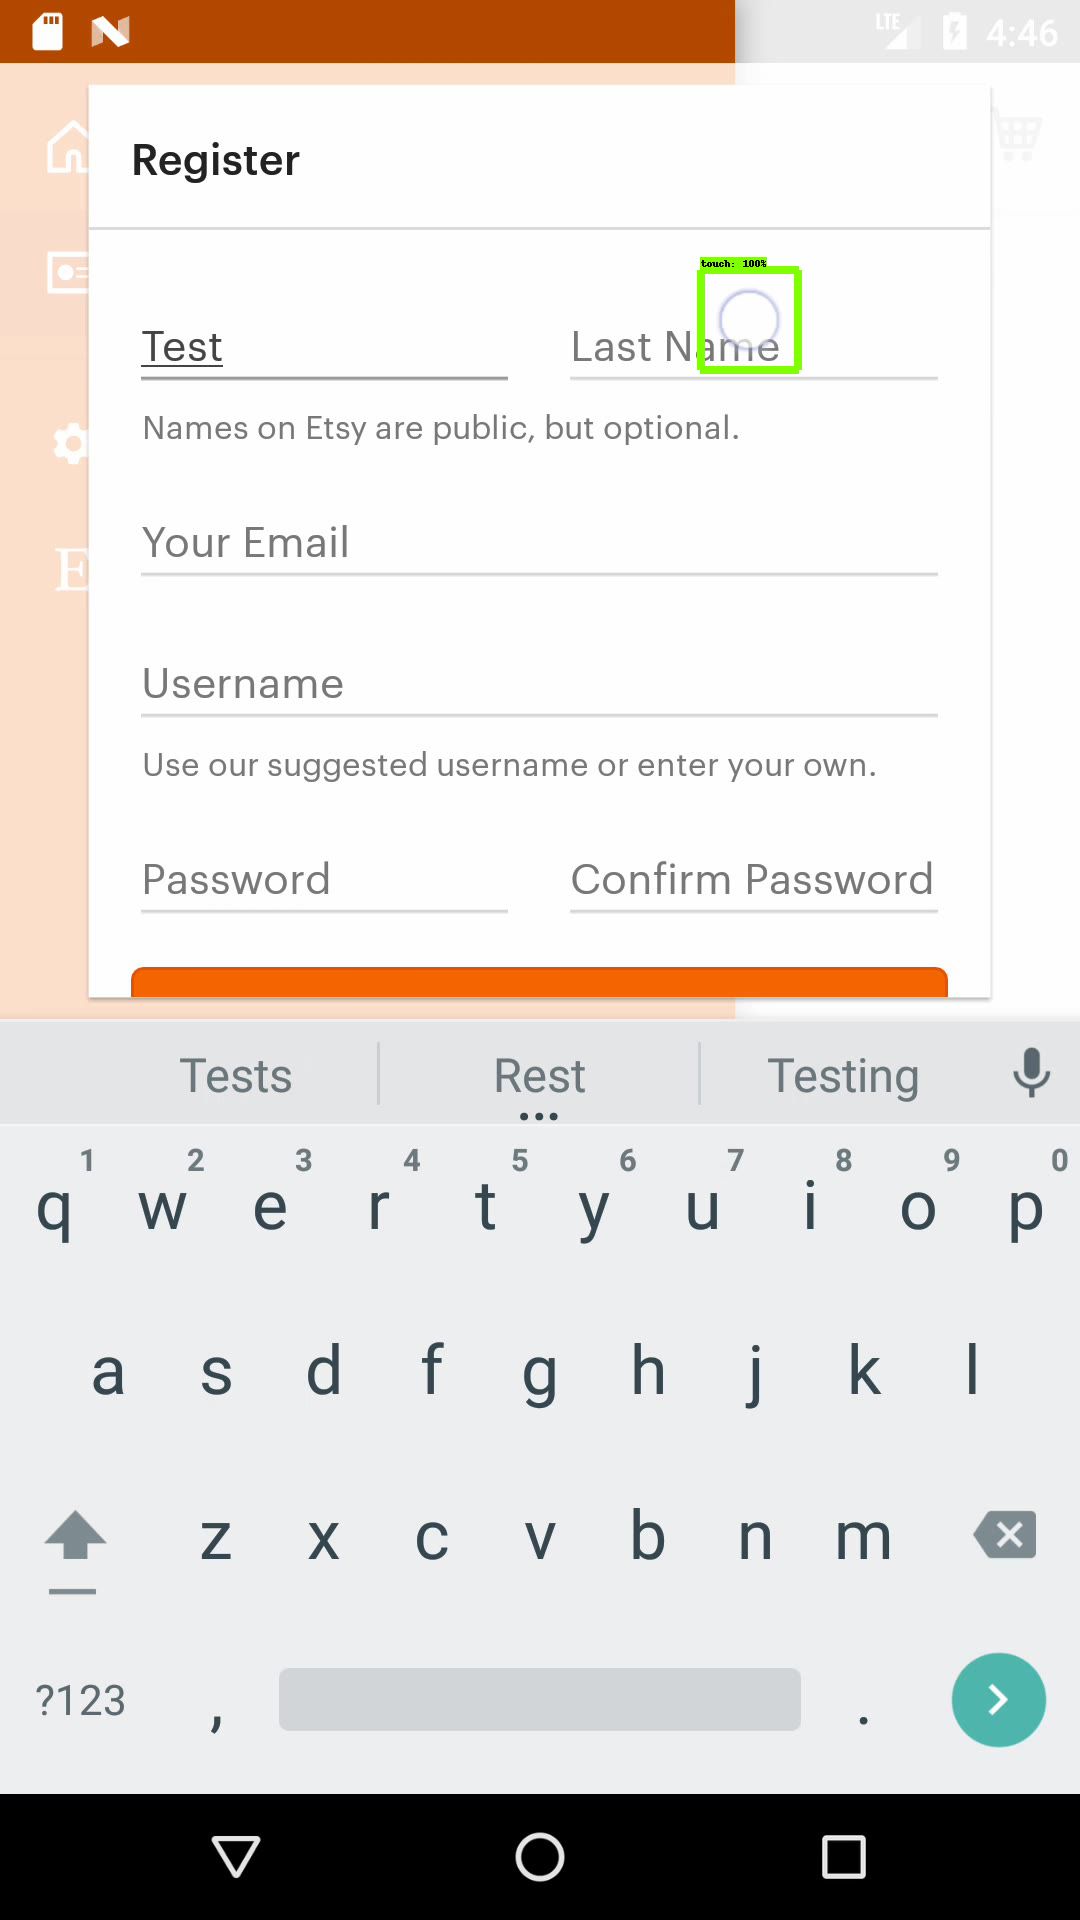 LTE 4:46
Register
touch: 100%
Test Last Name
Names on Etsy are public, but optional.
E
Your Email
Username
Use our suggested username or enter your own.
Password Confirm Password
Tests Rest Testing
1 2 3 4 5 6 7 8 9 0
q w e r t y u i o p
a s d f g h j k l
z x c v b n m
?123 , .